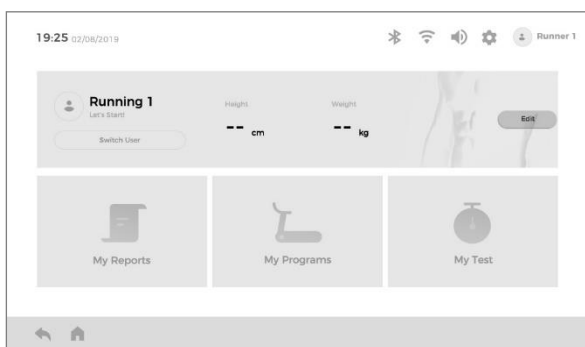 19:25 02/08/2019
Runner 1
Running 1
Let's Start!
Switch User
Height
-- cm
Weight
-- kg
Edit
My Reports
My Programs
My Test